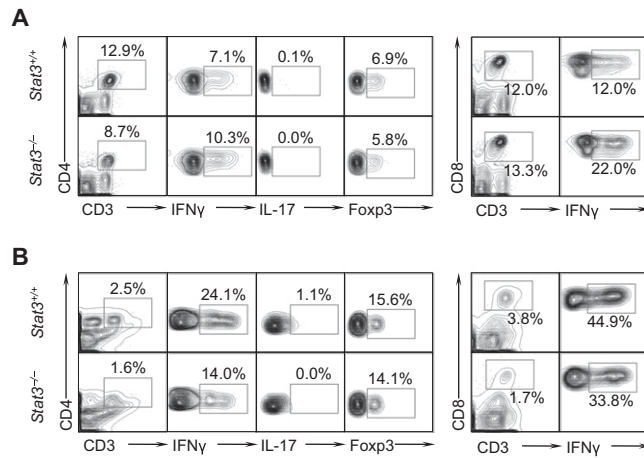 A
Stat3+/+
12.9% 7.1% 0.1% 6.9% 12.0% 12.0%
Stat3−/−
8.7% 10.3% 0.0% 5.8% 13.3% 22.0%
CD4 CD8
CD3 IFNγ IL-17 Foxp3 CD3 IFNγ
B
Stat3+/+
2.5% 24.1% 1.1% 15.6% 3.8% 44.9%
Stat3−/−
1.6% 14.0% 0.0% 14.1% 1.7% 33.8%
CD4 CD8
CD3 IFNγ IL-17 Foxp3 CD3 IFNγ